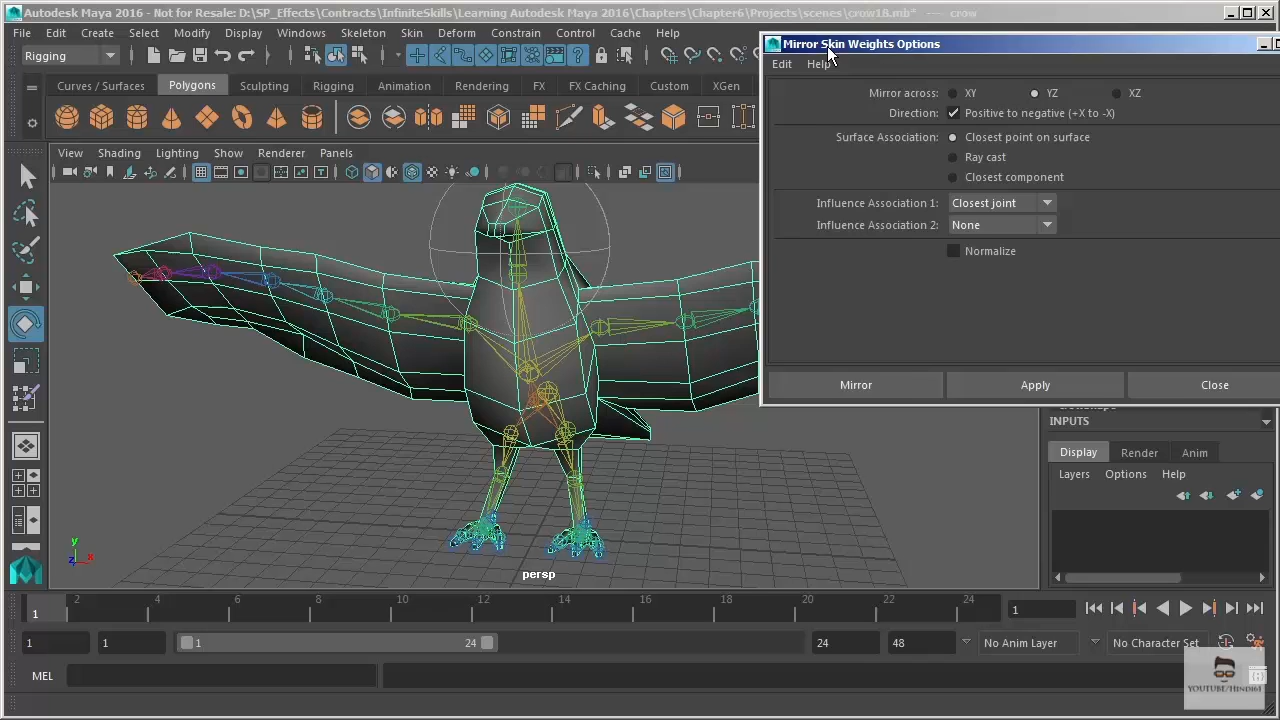 Autodesk Maya 2016 - Not for Resale: D:\SP_Effects\Contracts\InfiniteSkills\Learning Autodesk Maya 2016\Chapters\Chapter6\Projects\scenes\crow18.mb* --- crow
File Edit Create Select Modify Display Windows Skeleton Skin Deform Constrain Control Cache Help
Rigging
Mirror Skin Weights Options
Edit Help
Curves / Surfaces Polygons Sculpting Rigging Animation Rendering FX FX Caching Custom XGen
Mirror across: XY YZ XZ
Direction: Positive to negative (+X to -X)
Surface Association: Closest point on surface
Ray cast
Closest component
Influence Association 1: Closest joint
Influence Association 2: None
Normalize
Mirror Apply Close
View Shading Lighting Show Renderer Panels
INPUTS
Display Render Anim
Layers Options Help
y
z x
persp
1 2 4 6 8 10 12 14 16 18 20 22 24 1
1 1 1 24 24 48 No Anim Layer No Character Set
MEL
YOUTUBE/HINDI61